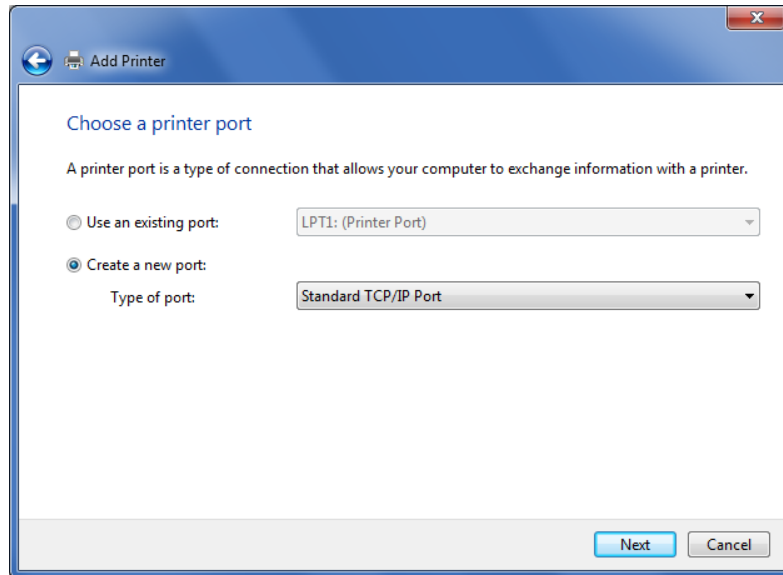 Add Printer
Choose a printer port
A printer port is a type of connection that allows your computer to exchange information with a printer.
Use an existing port: LPT1: (Printer Port)
Create a new port:
Type of port: Standard TCP/IP Port
Next Cancel